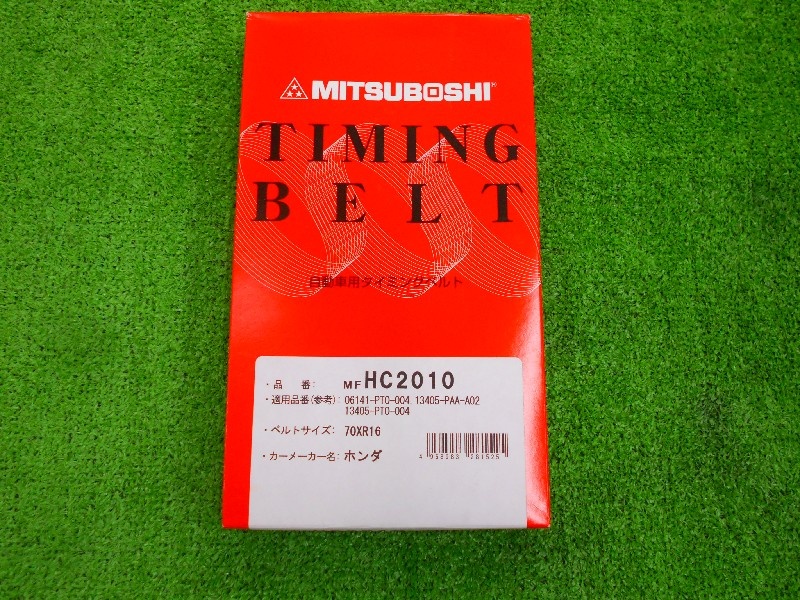 MITSUBOSHI®
TIMING
BELT
自動車用タイミングベルト
・品 番: MF HC2010
・適用品番(参考): 06141-PT0-004 13405-PAA-A02
13405-PT0-004
・ベルトサイズ: 70XR16
・カーメーカー名: ホンダ